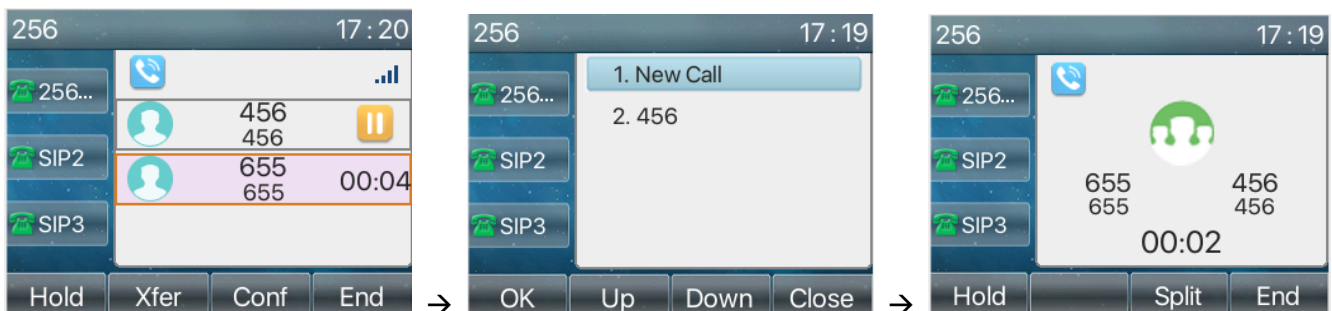 256 17:20
256...
456
456
SIP2
655
655
00:04
SIP3
Hold Xfer Conf End
→
256 17:19
1. New Call
256...
2. 456
SIP2
SIP3
OK Up Down Close
→
256 17:19
256...
SIP2
655 456
655 456
SIP3
00:02
Hold Split End